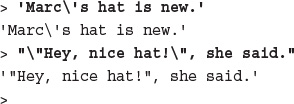 > 'Marc\'s hat is new.'
'Marc\'s hat is new.'
> "\"Hey, nice hat!\", she said."
'"Hey, nice hat!", she said.'
>